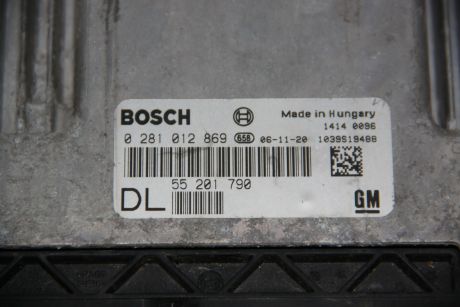 BOSCH
Made in Hungary
1414 0096
0 281 012 869 658 06-11-20 1039S19488
55 201 790
DL
GM